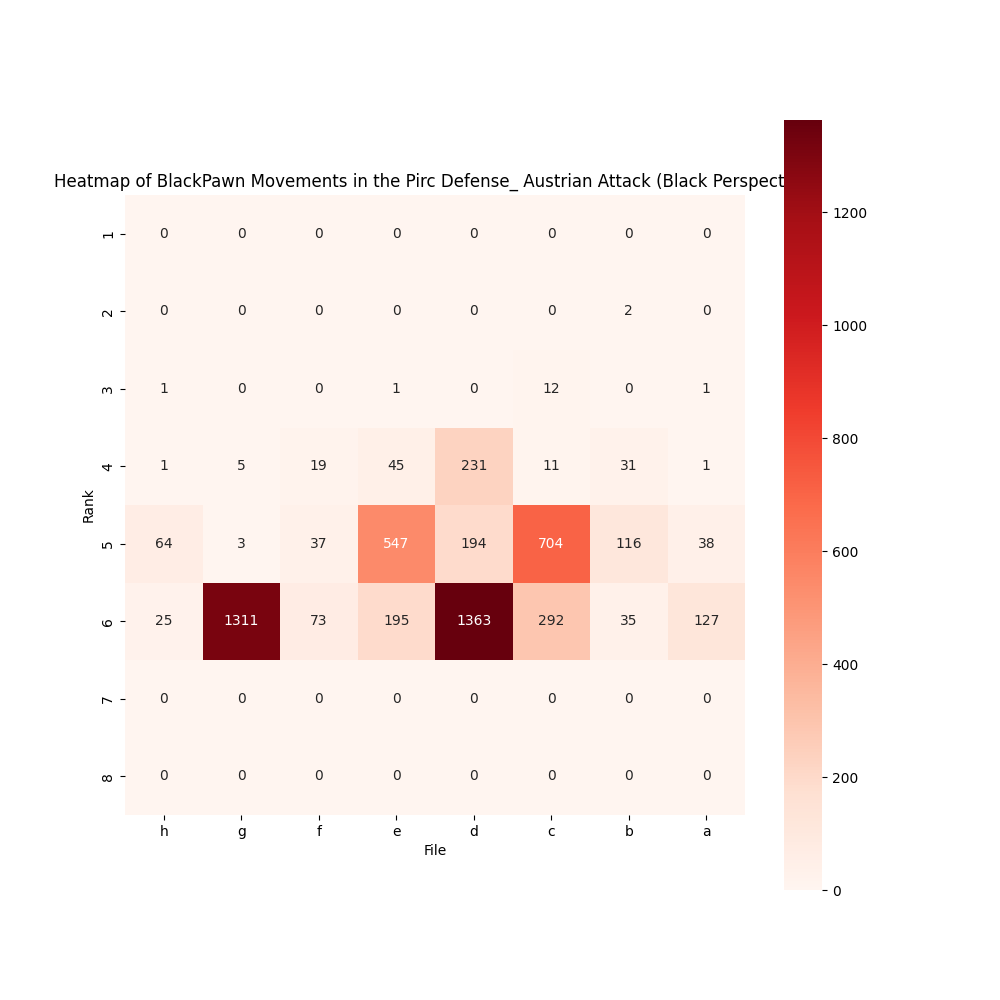 Heatmap of BlackPawn Movements in the Pirc Defense_ Austrian Attack (Black Perspect
1 0 0 0 0 0 0 0 0
2 0 0 0 0 0 0 2 0
3 1 0 0 1 0 12 0 1
4 1 5 19 45 231 11 31 1
Rank
5 64 3 37 547 194 704 116 38
6 25 1311 73 195 1363 292 35 127
7 0 0 0 0 0 0 0 0
8 0 0 0 0 0 0 0 0
h g f e d c b a
File
1200
1000
800
600
400
200
0